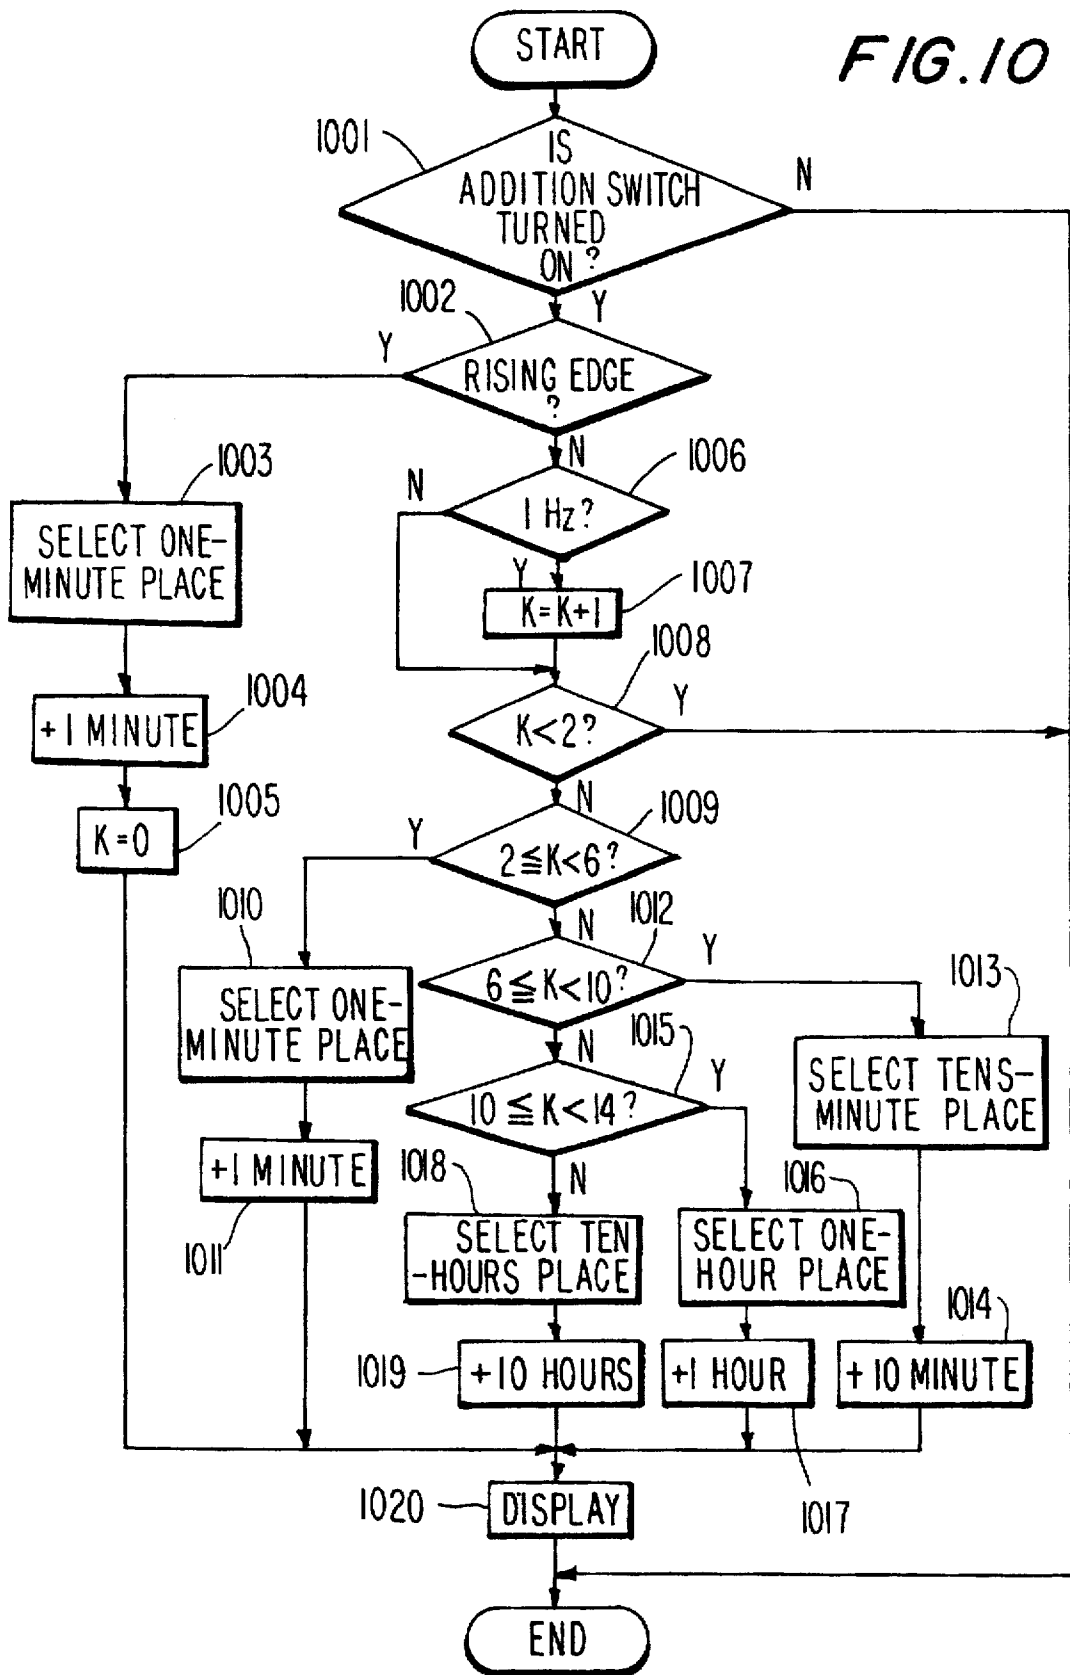 START
FIG.10
1001
IS
ADDITION SWITCH
TURNED
ON?
N
Y
1002
Y
RISING EDGE
?
N
1003
SELECT ONE-
MINUTE PLACE
N
1006
1 Hz?
Y
1007
K=K+1
1004
+1 MINUTE
1008
K<2?
Y
N
1005
K=0
1009
Y
2≦K<6?
N
1010
SELECT ONE-
MINUTE PLACE
1012
6≦K<10?
Y
N
1013
SELECT TENS-
MINUTE PLACE
1015
10≦K<14?
Y
N
+1 MINUTE
1011
1018
SELECT TEN
-HOURS PLACE
1016
SELECT ONE-
HOUR PLACE
1019
+10 HOURS
+1 HOUR
1017
1014
+10 MINUTE
1020
DISPLAY
END